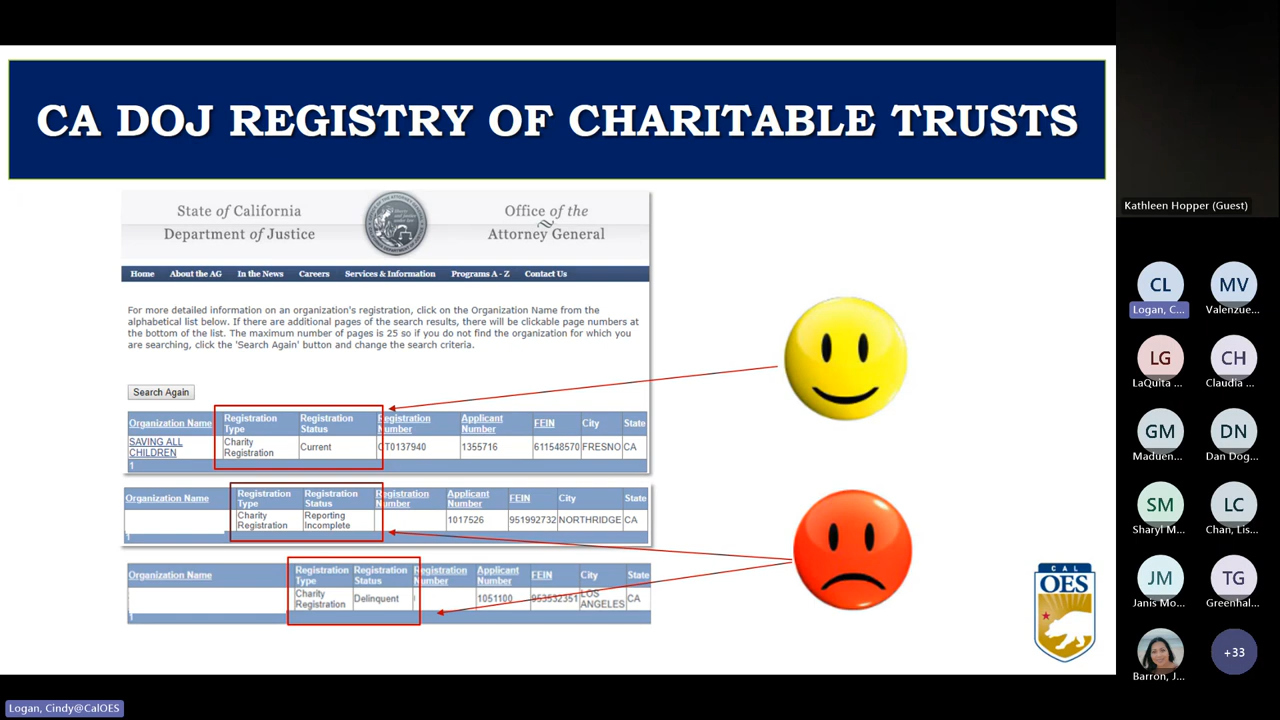 CA DOJ REGISTRY OF CHARITABLE TRUSTS
State of California
Department of Justice
Office of the
Attorney General
Home About the AG In the News Careers Services & Information Programs A - Z Contact Us
For more detailed information on an organization's registration, click on the Organization Name from the
alphabetical list below. If there are additional pages of the search results, there will be clickable page numbers at
the bottom of the list. The maximum number of pages is 25 so if you do not find the organization for which you
are searching, click the 'Search Again' button and change the search criteria.
Search Again
Organization Name Registration Type Registration Status Registration Number Applicant Number FEIN City State
SAVING ALL CHILDREN Charity Registration Current CT0137940 1355716 611548570 FRESNO CA
1
Organization Name Registration Type Registration Status Registration Number Applicant Number FEIN City State
Charity Registration Reporting Incomplete 1017526 951992732 NORTHRIDGE CA
1
Organization Name Registration Type Registration Status Registration Number Applicant Number FEIN City State
Charity Registration Delinquent 1051100 953532351 LOS ANGELES CA
1
CAL
OES
Kathleen Hopper (Guest)
CL MV
Logan, C... Valenzue...
LG CH
LaQuita ... Claudia ...
GM DN
Maduen... Dan Dog...
SM LC
Sharyl M... Chan, Lis...
JM TG
Janis Mo... Greenhal...
+33
Barron, J...
Logan, Cindy@CalOES